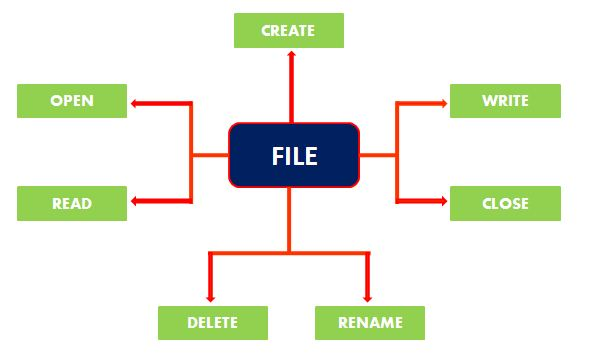 CREATE
OPEN
WRITE
FILE
READ
CLOSE
DELETE
RENAME